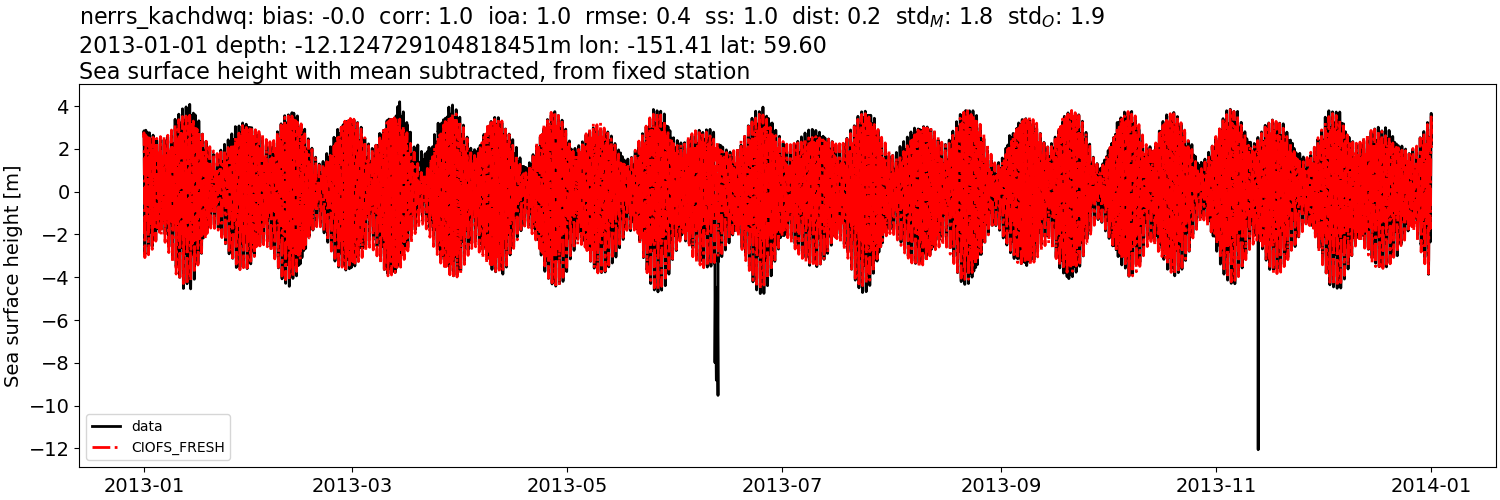 nerrs_kachdwq: bias: -0.0 corr: 1.0 ioa: 1.0 rmse: 0.4 ss: 1.0 dist: 0.2 std_M: 1.8 std_O: 1.9
2013-01-01 depth: -12.124729104818451m lon: -151.41 lat: 59.60
Sea surface height with mean subtracted, from fixed station
Sea surface height [m]
4
2
0
−2
−4
−6
−8
−10
−12
data
CIOFS_FRESH
2013-01 2013-03 2013-05 2013-07 2013-09 2013-11 2014-01